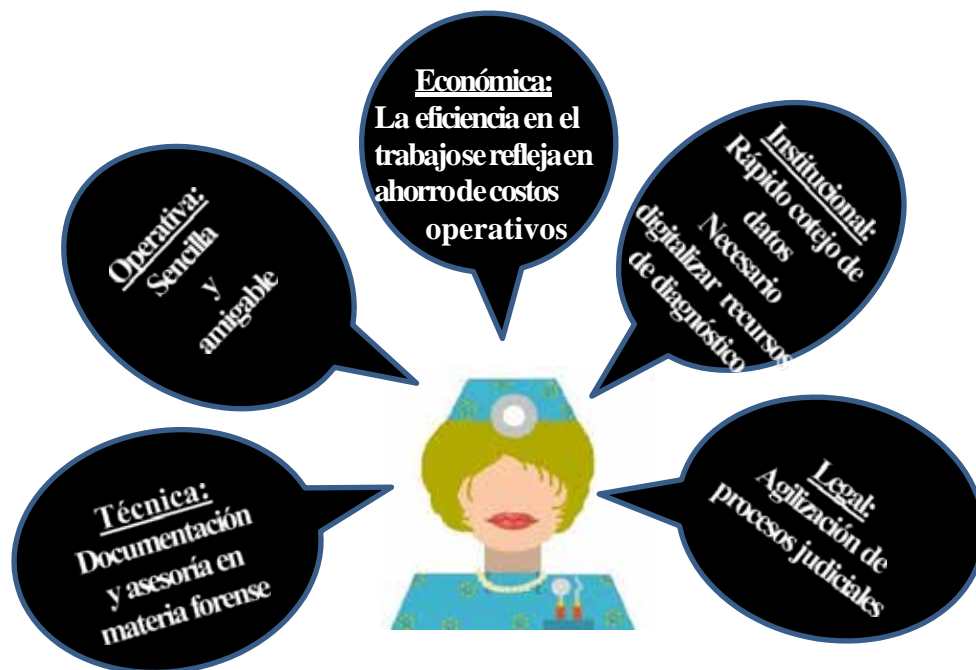 Económica:
La eficiencia en el
trabajo se refleja en
ahorro de costos
operativos
Operativa:
Sencilla
y
amigable
Institucional:
Rápido cotejo de
datos
Necesario
digitalizar recursos
de diagnóstico
Técnica:
Documentación
y asesoría en
materia forense
Legal:
Agilización de
procesos judiciales